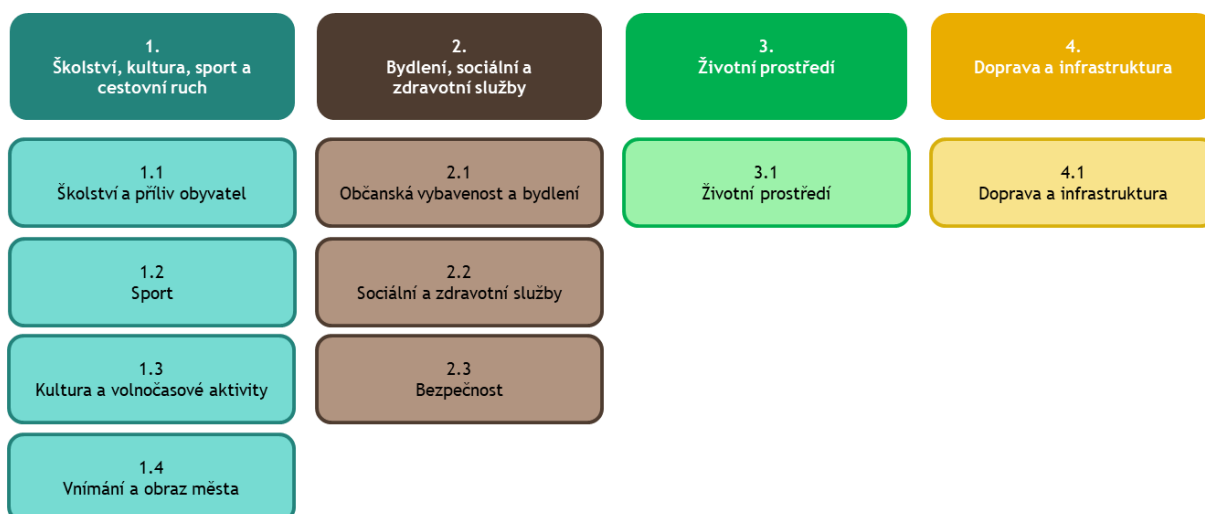 1.
Školství, kultura, sport a
cestovní ruch
2.
Bydlení, sociální a
zdravotní služby
3.
Životní prostředí
4.
Doprava a infrastruktura
1.1
Školství a příliv obyvatel
2.1
Občanská vybavenost a bydlení
3.1
Životní prostředí
4.1
Doprava a infrastruktura
1.2
Sport
2.2
Sociální a zdravotní služby
1.3
Kultura a volnočasové aktivity
2.3
Bezpečnost
1.4
Vnímání a obraz města